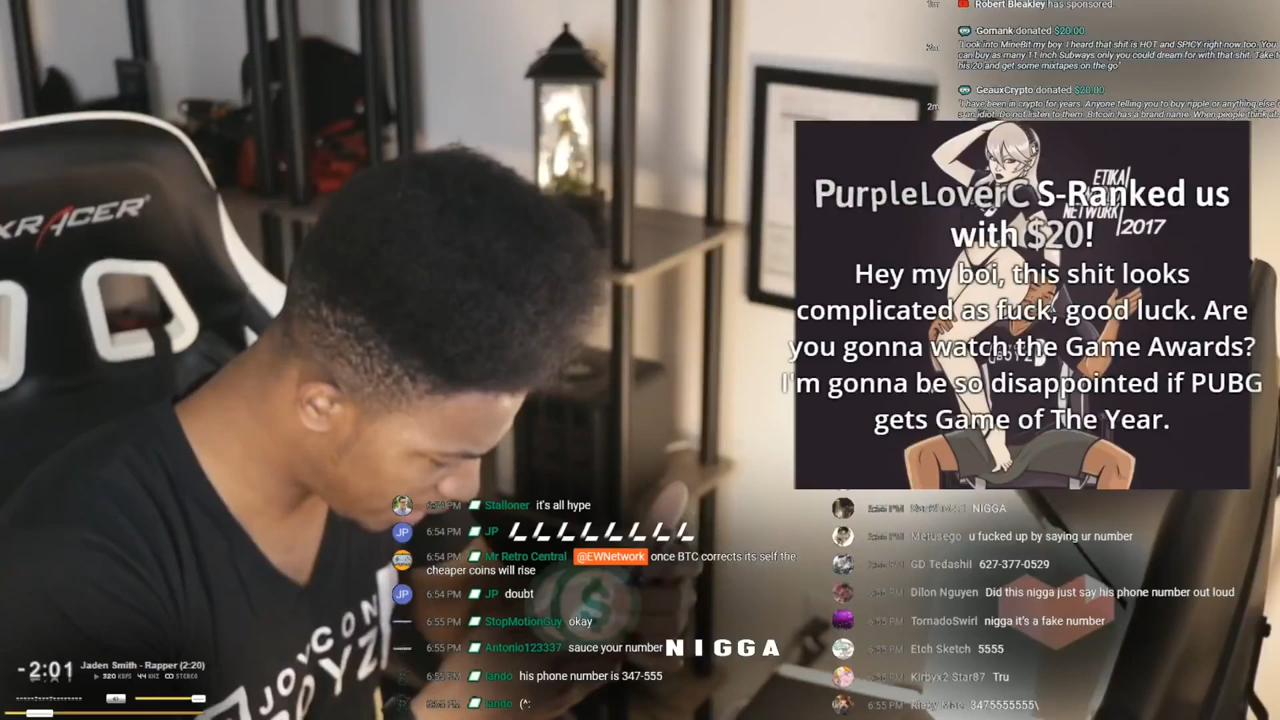 Robert Bleakley has sponsored.
Gomank donated $20.00
"Look into MineBit my boy. I heard that shit is HOT and SPICY right now too. You
can buy as many 11 Inch Subways only you could dream for with that shit. Take
his 20 and get some mixtapes on the go"
GeauxCrypto donated $20.00
2m
"I have been in crypto for years. Anyone telling you to buy ripple or anything else
is an idiot. Do not listen to them. Bitcoin has a brand name. When people think
ETIKA
NETWORK
2017
PurpleLoverC S-Ranked us
with $20!
Hey my boi, this shit looks
complicated as fuck, good luck. Are
you gonna watch the Game Awards?
I'm gonna be so disappointed if PUBG
gets Game of The Year.
XRACER
JOYCON
BOYZ
6:54 PM Stalloner it's all hype
JP 6:54 PM JP
6:54 PM Mr Retro Central @EWNetwork once BTC corrects its self the
cheaper coins will rise
JP 6:54 PM JP doubt
6:55 PM StopMotionGuy okay
6:55 PM Antonio123337 sauce your number
6:55 PM lando his phone number is 347-555
lando (^:
NIGGA
NIGGA
Metusego u fucked up by saying ur number
GD Tedashii 627-377-0529
Dilon Nguyen Did this nigga just say his phone number out loud
TornadoSwirl nigga it's a fake number
6:55 PM Etch Sketch 5555
6:55 PM Kirbyx2 Star87 Tru
6:55 PM 3475555555\
-2:01
Jaden Smith - Rapper (2:20)
320 KBPS 44 KHZ STEREO